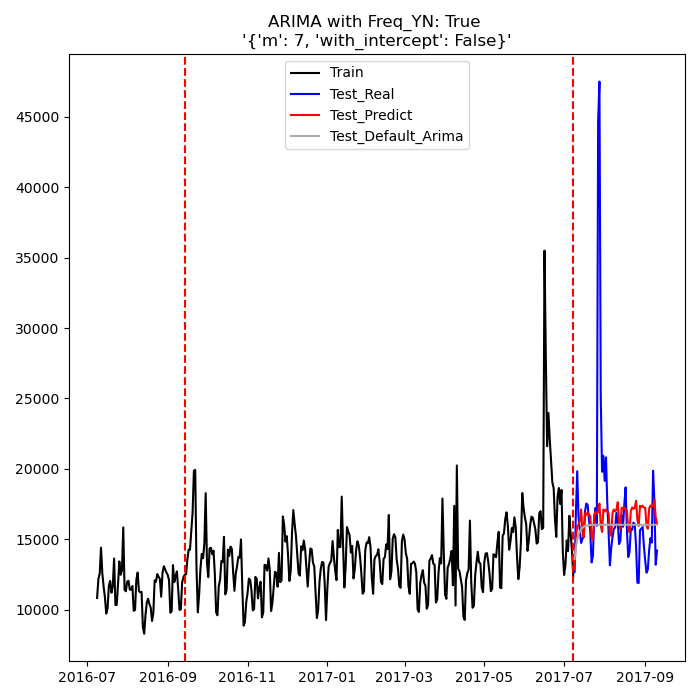 ARIMA with Freq_YN: True
'{'m': 7, 'with_intercept': False}'
Train
Test_Real
Test_Predict
Test_Default_Arima
45000
40000
35000
30000
25000
20000
15000
10000
2016-07 2016-09 2016-11 2017-01 2017-03 2017-05 2017-07 2017-09